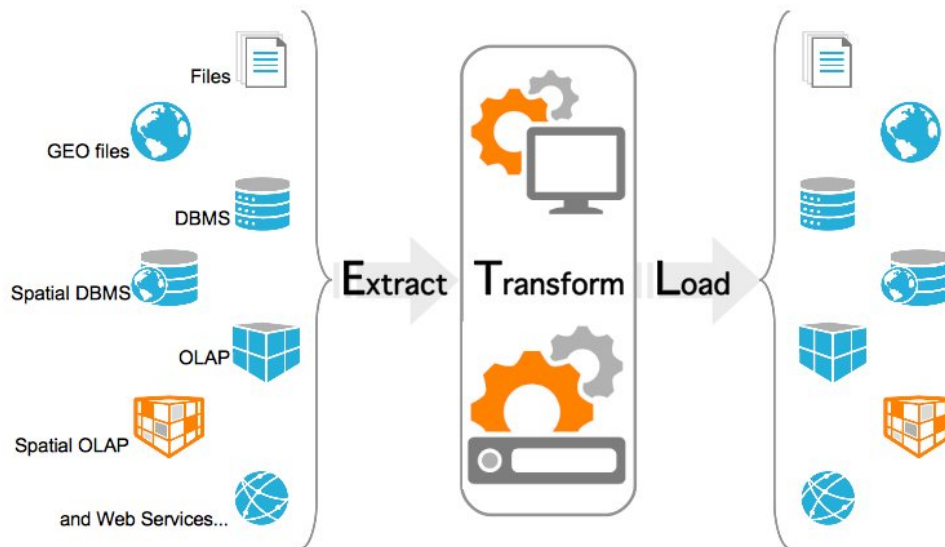 Files
GEO files
DBMS
Spatial DBMS
Extract
Transform
Load
OLAP
Spatial OLAP
and Web Services...